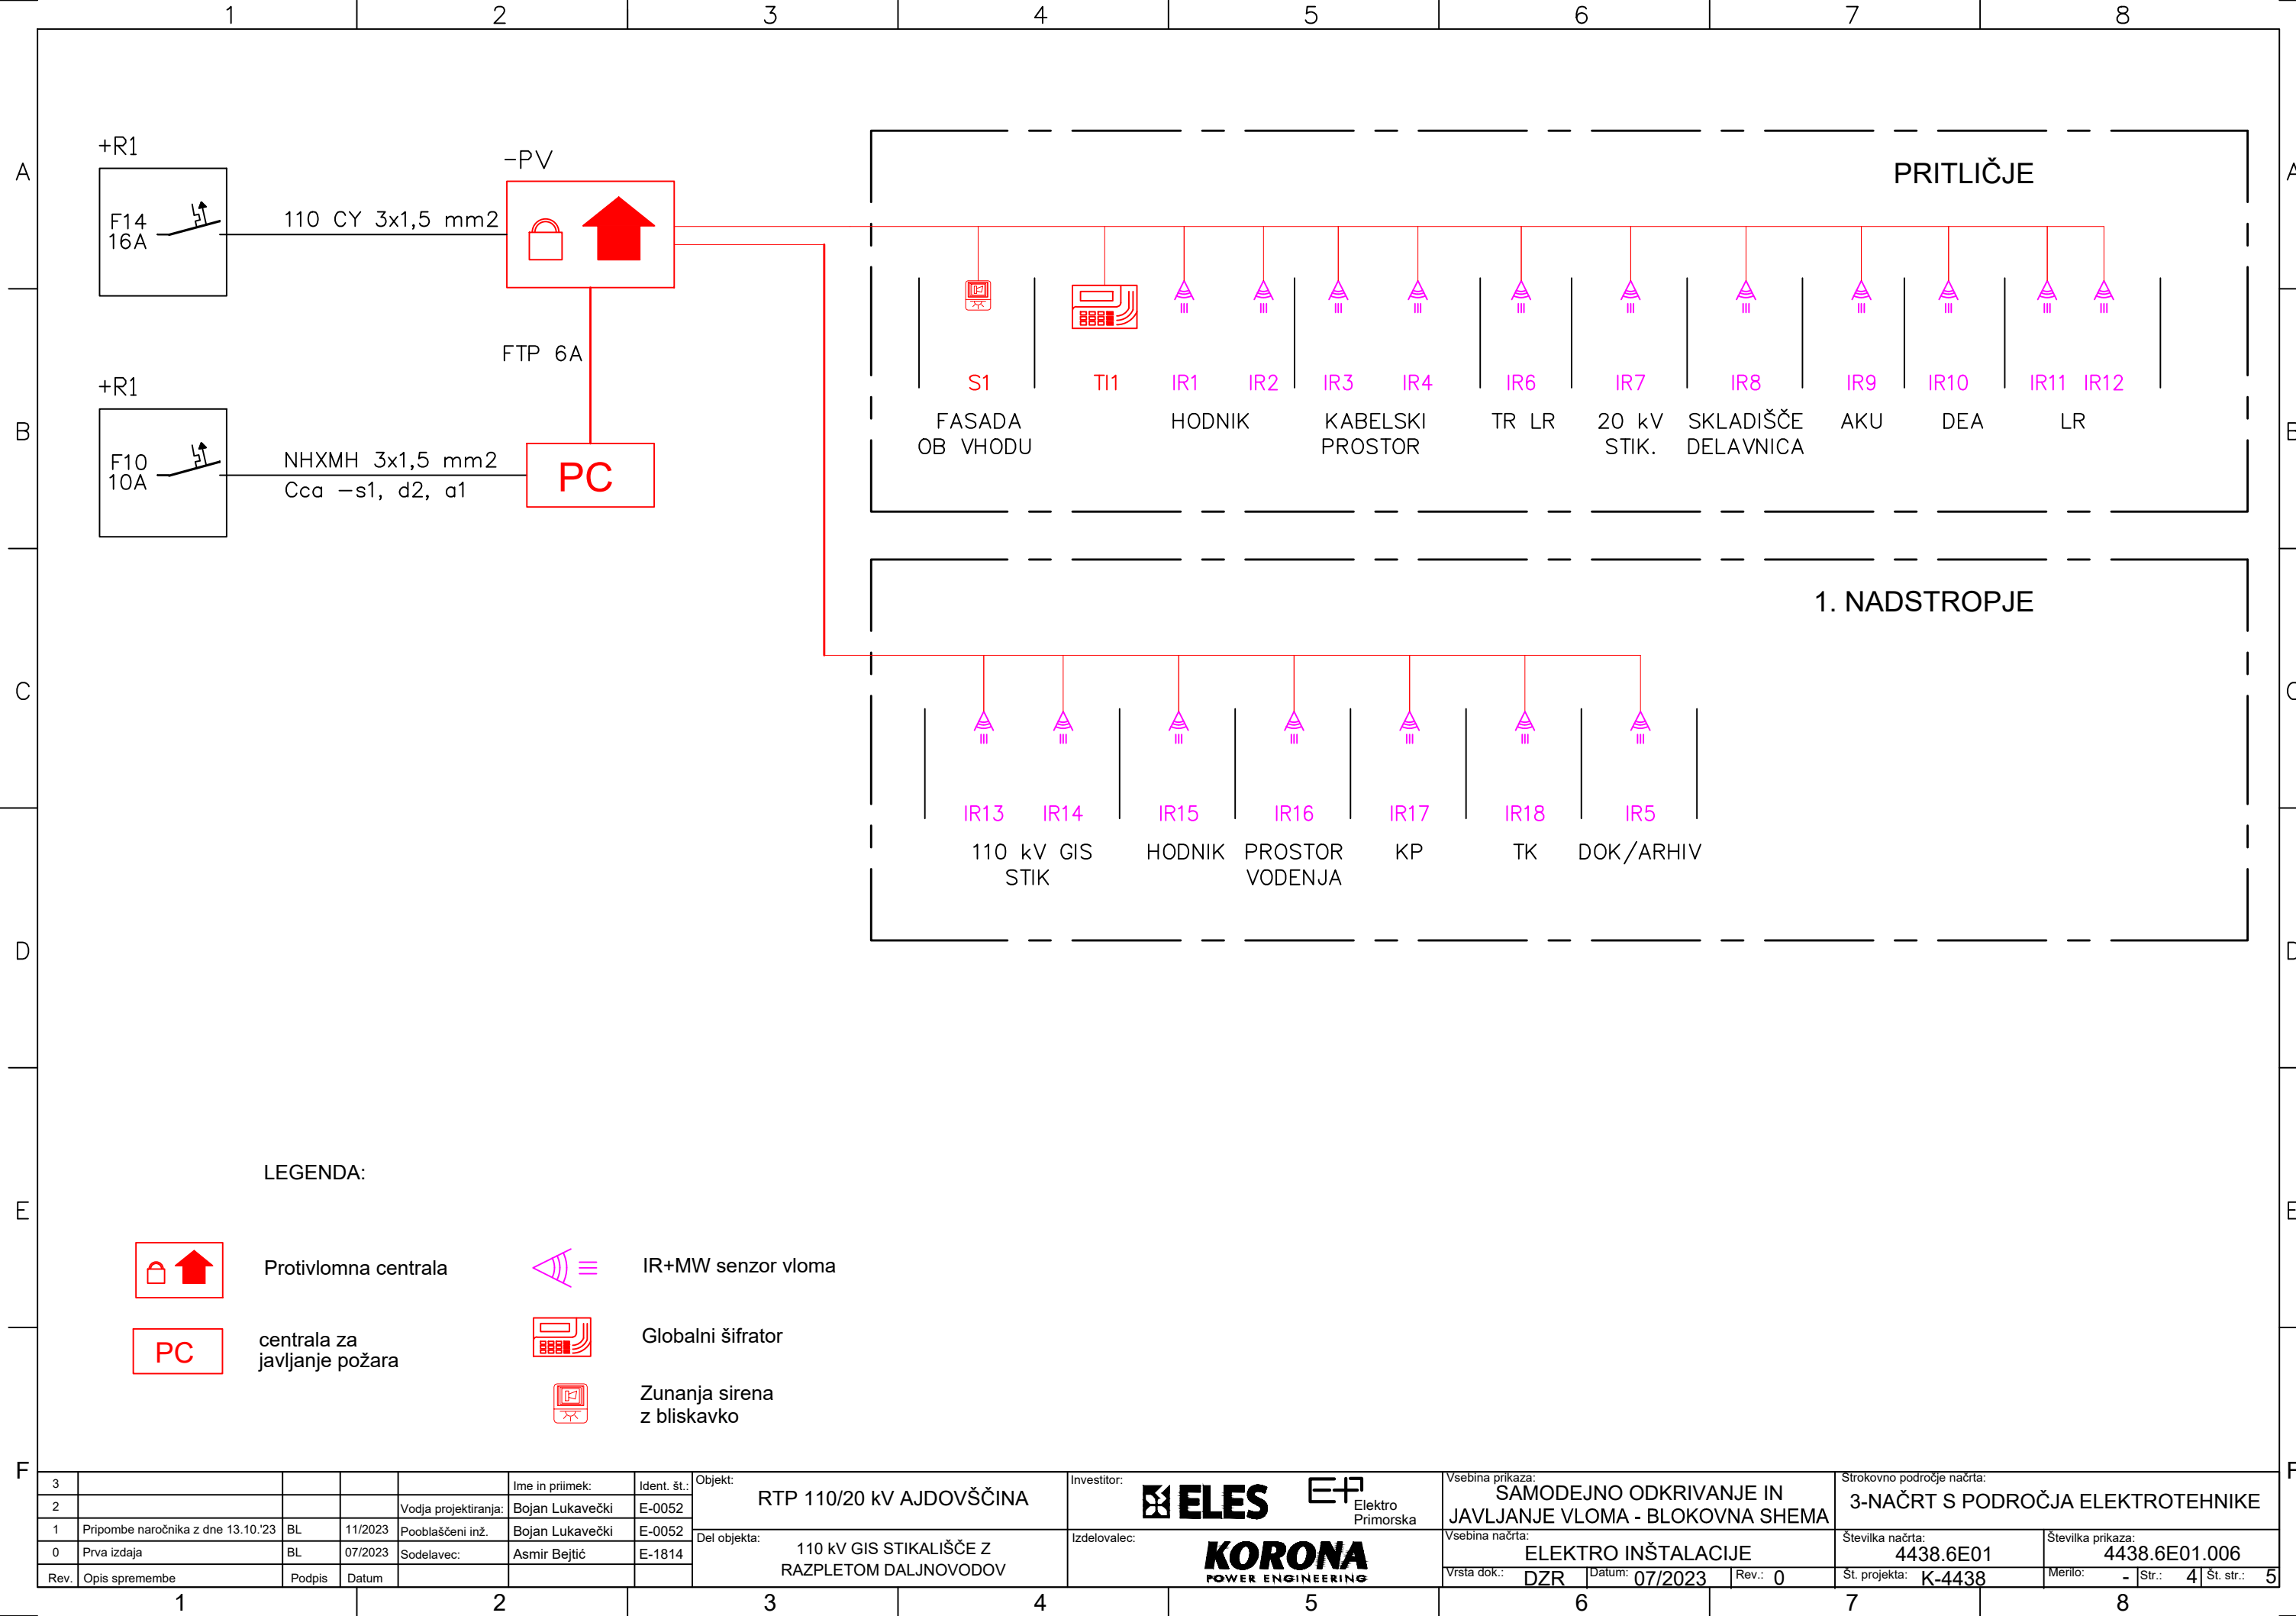 1 2 3 4 5 6 7 8
A
B
C
D
E
F
A
B
C
D
E
F
+R1
F14
16A
110 CY 3x1,5 mm2
-PV
FTP 6A
+R1
F10
10A
NHXMH 3x1,5 mm2
Cca -s1, d2, a1
PC
PRITLIČJE
S1 TI1 IR1 IR2 IR3 IR4 IR6 IR7 IR8 IR9 IR10 IR11 IR12
FASADA
OB VHODU
HODNIK
KABELSKI
PROSTOR
TR LR
20 kV
STIK.
SKLADIŠČE
DELAVNICA
AKU
DEA
LR
1. NADSTROPJE
IR13 IR14 IR15 IR16 IR17 IR18 IR5
110 kV GIS
STIK
HODNIK
PROSTOR
VODENJA
KP
TK
DOK/ARHIV
LEGENDA:
Protivlomna centrala
PC
centrala za
javljanje požara
IR+MW senzor vloma
Globalni šifrator
Zunanja sirena
z bliskavko
3 Ime in priimek: Ident. št.:
2 Vodja projektiranja: Bojan Lukavečki E-0052
1 Pripombe naročnika z dne 13.10.'23 BL 11/2023 Pooblaščeni inž. Bojan Lukavečki E-0052
0 Prva izdaja BL 07/2023 Sodelavec: Asmir Bejtić E-1814
Rev. Opis spremembe Podpis Datum
Objekt:
RTP 110/20 kV AJDOVŠČINA
Del objekta:
110 kV GIS STIKALIŠČE Z
RAZPLETOM DALJNOVODOV
Investitor:
ELES
Elektro
Primorska
Izdelovalec:
KORONA
POWER ENGINEERING
Vsebina prikaza:
SAMODEJNO ODKRIVANJE IN
JAVLJANJE VLOMA - BLOKOVNA SHEMA
Vsebina načrta:
ELEKTRO INŠTALACIJE
Vrsta dok.: DZR Datum: 07/2023 Rev.: 0
Strokovno področje načrta:
3-NAČRT S PODROČJA ELEKTROTEHNIKE
Številka načrta:
4438.6E01
Številka prikaza:
4438.6E01.006
Št. projekta: K-4438 Merilo: - Str.: 4 Št. str.: 5
1 2 3 4 5 6 7 8